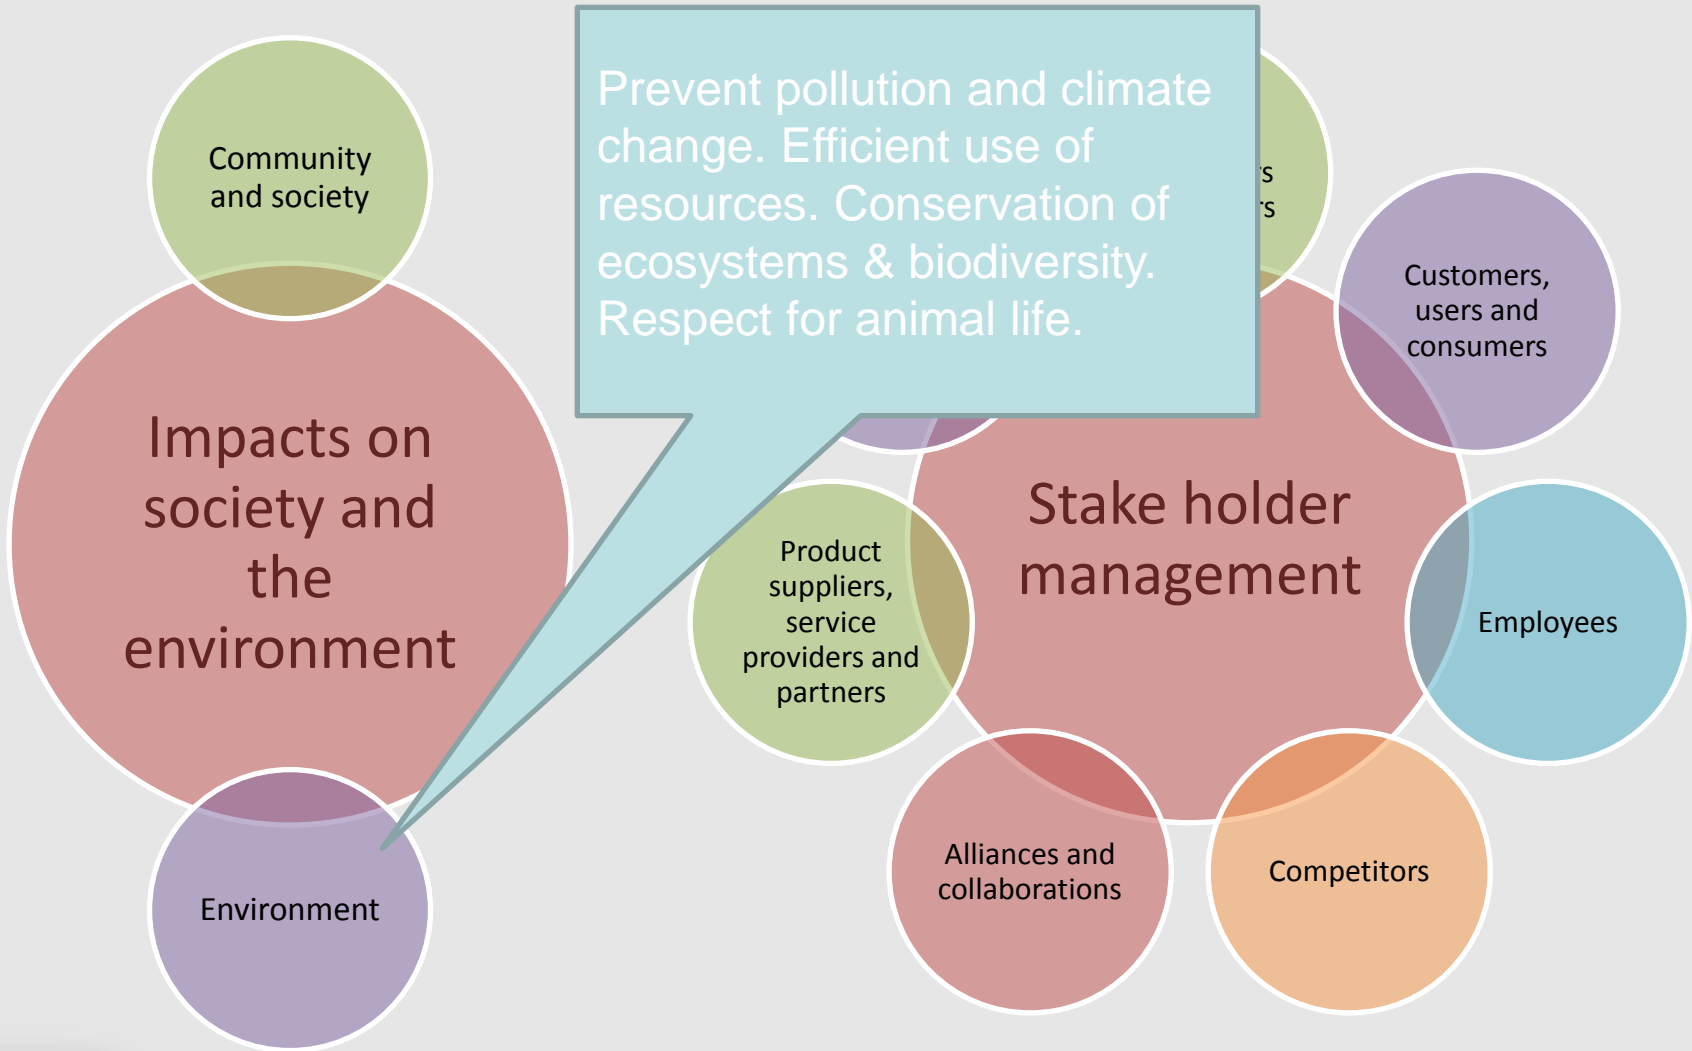 Community
and society
Impacts on
society and
the
environment
Environment
Prevent pollution and climate
change. Efficient use of
resources. Conservation of
ecosystems & biodiversity.
Respect for animal life.
Customers,
users and
consumers
Stake holder
management
Product
suppliers,
service
providers and
partners
Employees
Alliances and
collaborations
Competitors